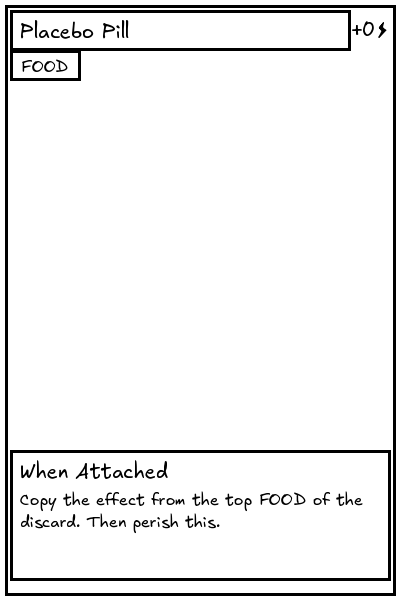 Placebo Pill
+0
FOOD
When Attached
Copy the effect from the top FOOD of the
discard. Then perish this.